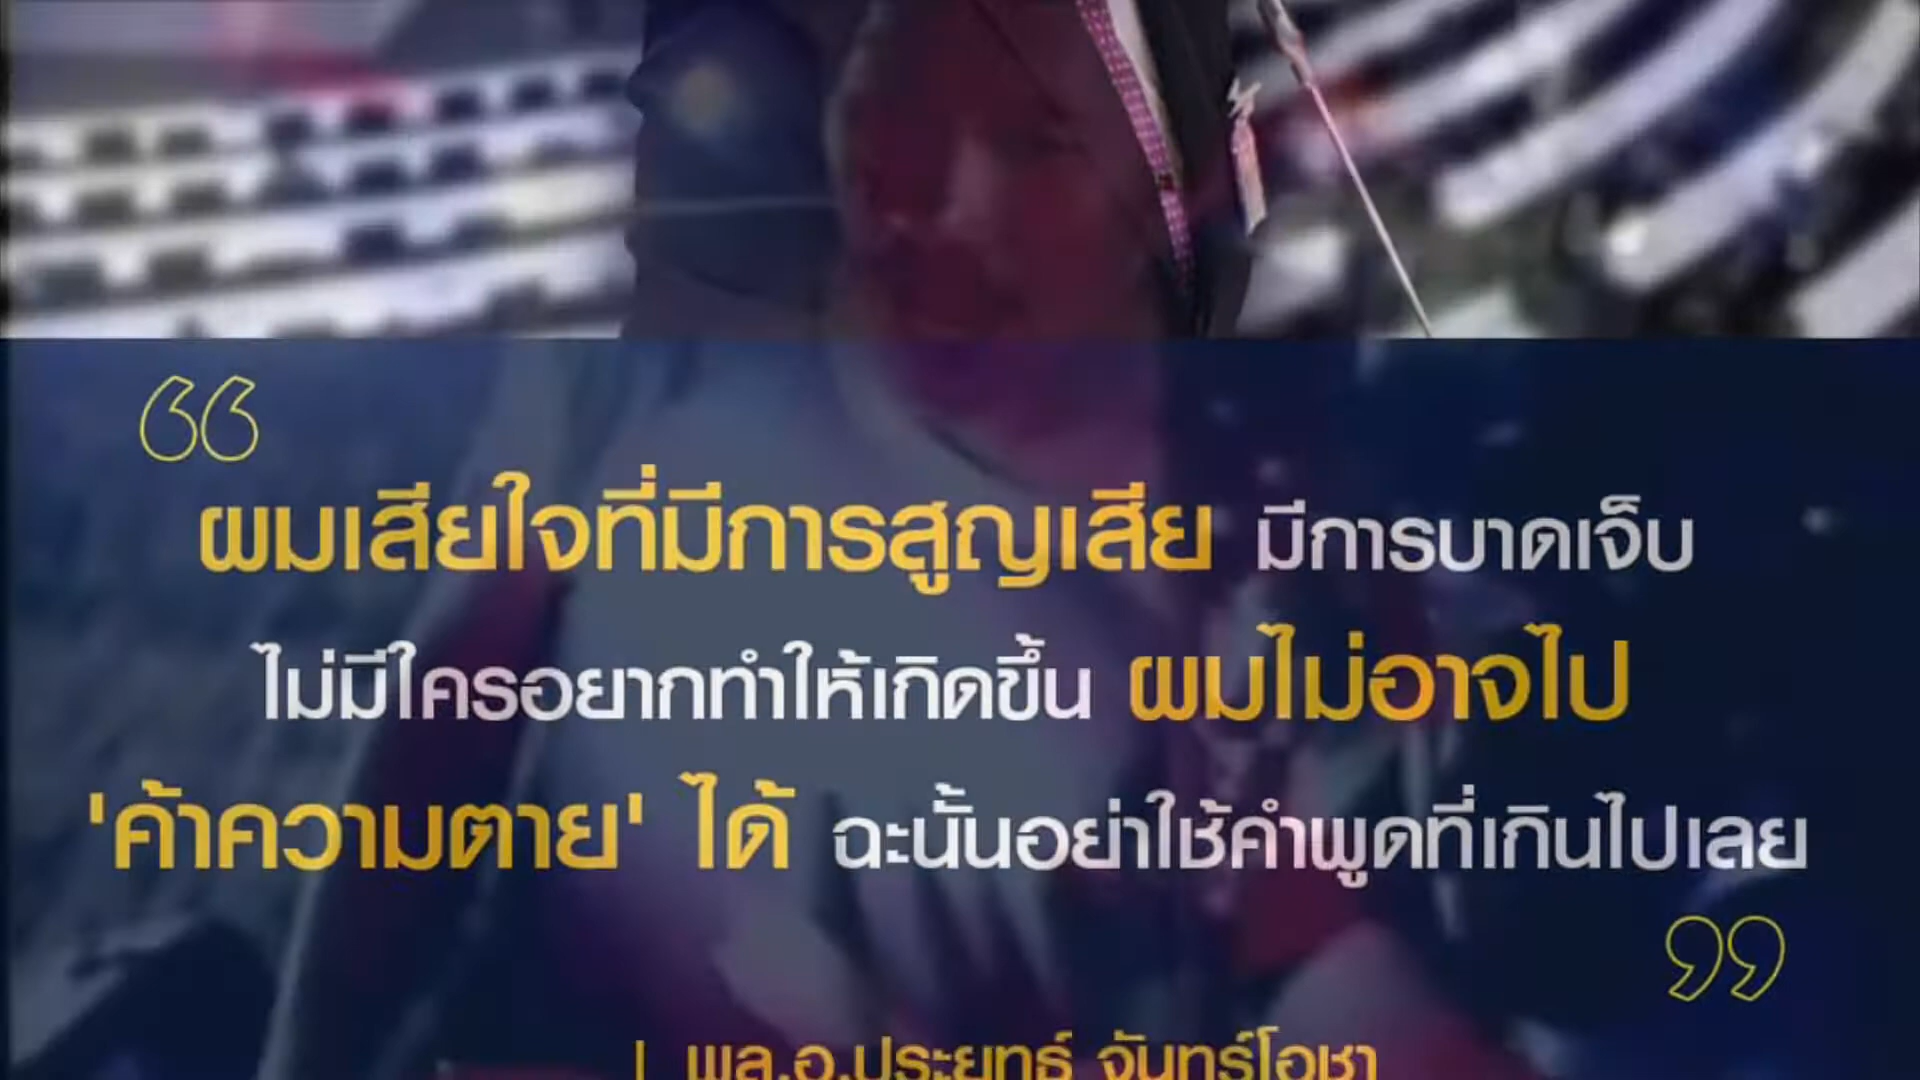 ผมเสียใจที่มีการสูญเสีย มีการบาดเจ็บ
ไม่มีใครอยากทำให้เกิดขึ้น ผมไม่อาจไป
'ค้าความตาย' ได้ ฉะนั้นอย่าใช้คำพูดที่เกินไปเลย
| พล.อ.ประยุทธ์ จันทร์โอชา